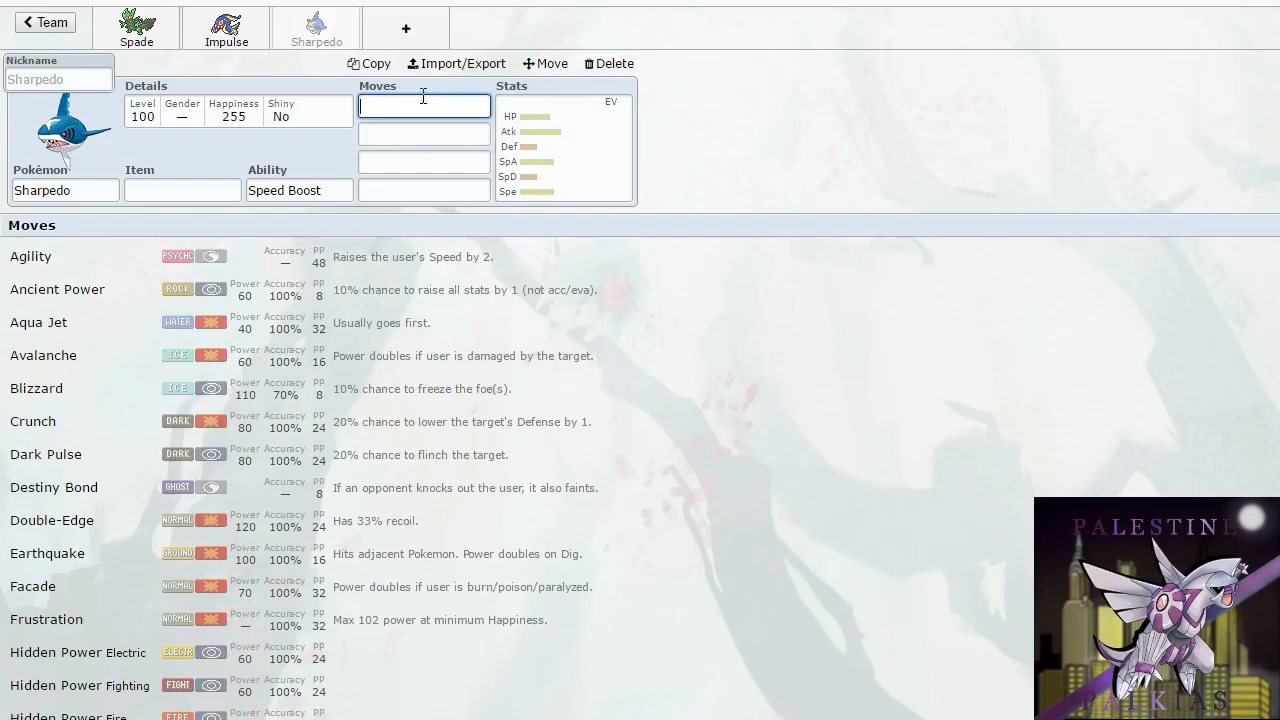 Team
Spade
Impulse
Sharpedo
+
Nickname
Sharpedo
Copy Import/Export Move Delete
Details
Level
100
Gender
—
Happiness
255
Shiny
No
Moves
Stats
EV
HP
Atk
Def
SpA
SpD
Spe
Pokémon
Sharpedo
Item
Ability
Speed Boost
Moves
Agility PSYCHC Accuracy — PP 48 Raises the user's Speed by 2.
Ancient Power ROCK Power 60 Accuracy 100% PP 8 10% chance to raise all stats by 1 (not acc/eva).
Aqua Jet WATER Power 40 Accuracy 100% PP 32 Usually goes first.
Avalanche ICE Power 60 Accuracy 100% PP 16 Power doubles if user is damaged by the target.
Blizzard ICE Power 110 Accuracy 70% PP 8 10% chance to freeze the foe(s).
Crunch DARK Power 80 Accuracy 100% PP 24 20% chance to lower the target's Defense by 1.
Dark Pulse DARK Power 80 Accuracy 100% PP 24 20% chance to flinch the target.
Destiny Bond GHOST Accuracy — PP 8 If an opponent knocks out the user, it also faints.
Double-Edge NORMAL Power 120 Accuracy 100% PP 24 Has 33% recoil.
Earthquake GROUND Power 100 Accuracy 100% PP 16 Hits adjacent Pokemon. Power doubles on Dig.
Facade NORMAL Power 70 Accuracy 100% PP 32 Power doubles if user is burn/poison/paralyzed.
Frustration NORMAL Power — Accuracy 100% PP 32 Max 102 power at minimum Happiness.
Hidden Power Electric ELECTR Power 60 Accuracy 100% PP 24
Hidden Power Fighting FIGHT Power 60 Accuracy 100% PP 24
Hidden Power Fire FIRE Power Accuracy PP
PALESTINE
PALKIAS